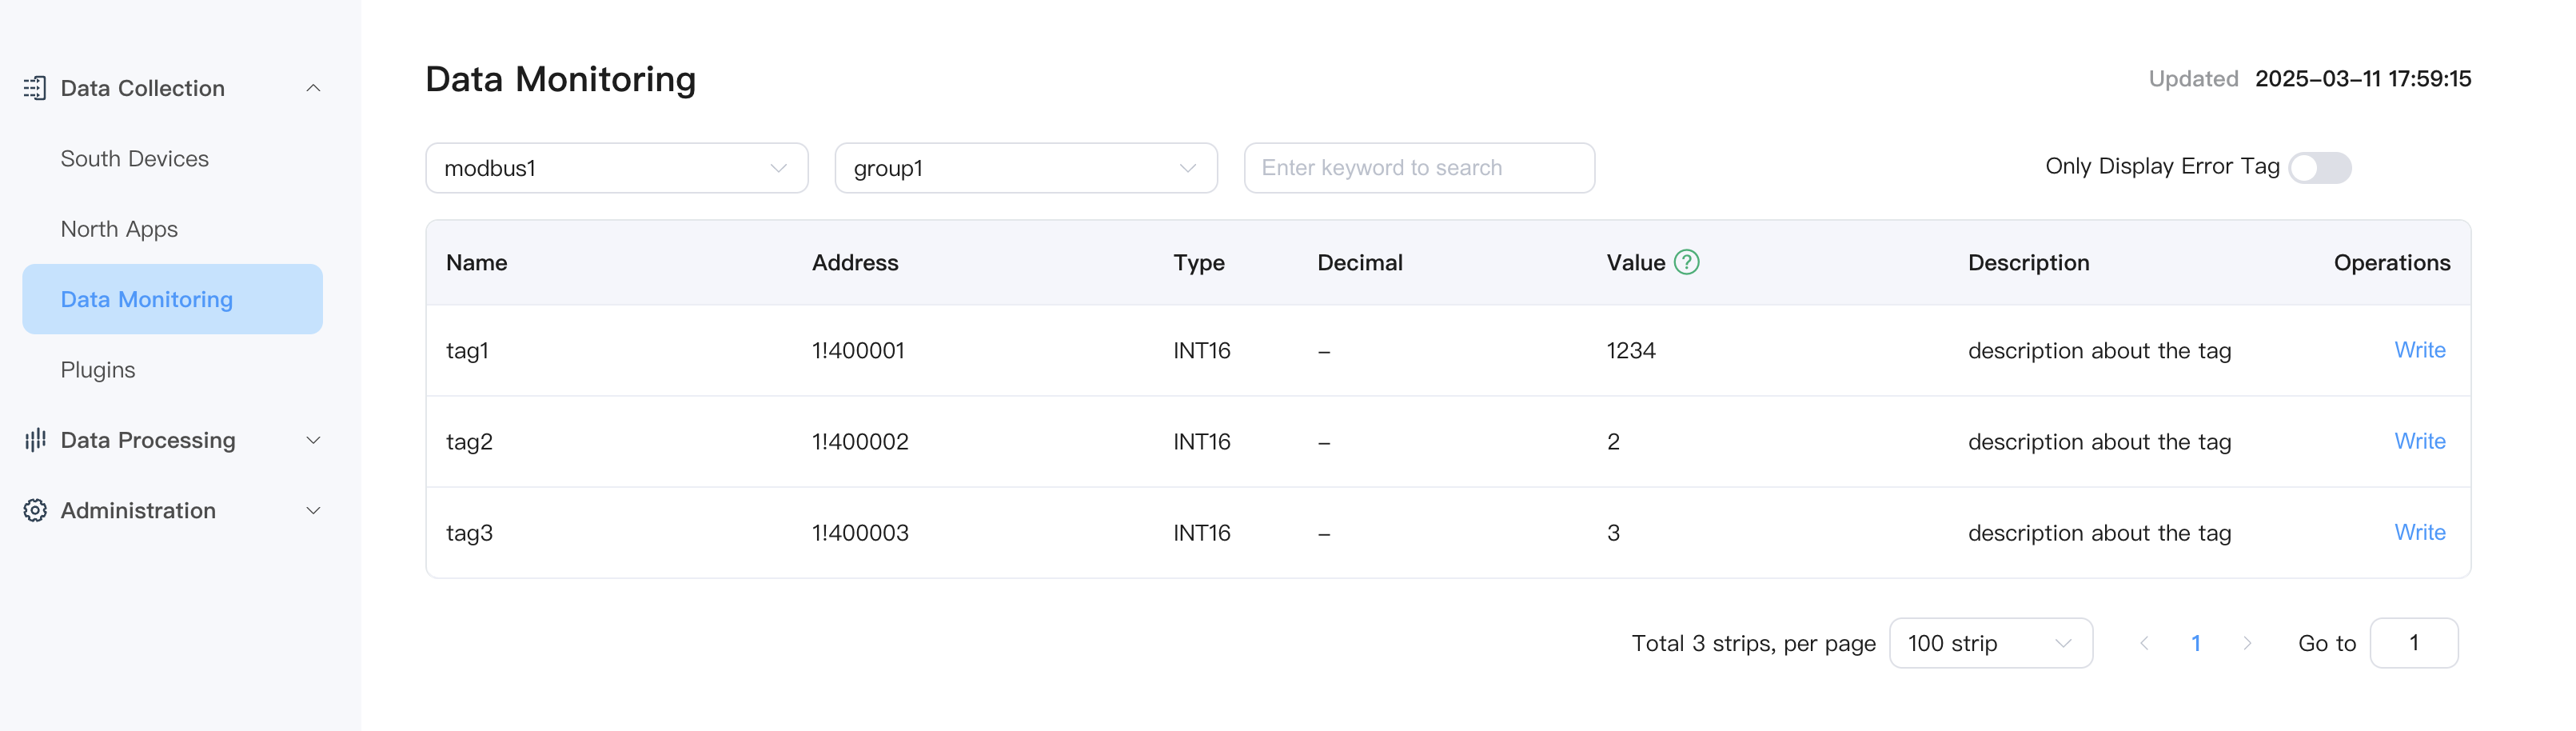 Data Collection
South Devices
North Apps
Data Monitoring
Plugins
Data Processing
Administration
Data Monitoring
Updated 2025-03-11 17:59:15
modbus1 group1 Enter keyword to search Only Display Error Tag
Name Address Type Decimal Value ? Description Operations
tag1 1!400001 INT16 – 1234 description about the tag Write
tag2 1!400002 INT16 – 2 description about the tag Write
tag3 1!400003 INT16 – 3 description about the tag Write
Total 3 strips, per page 100 strip 1 Go to 1